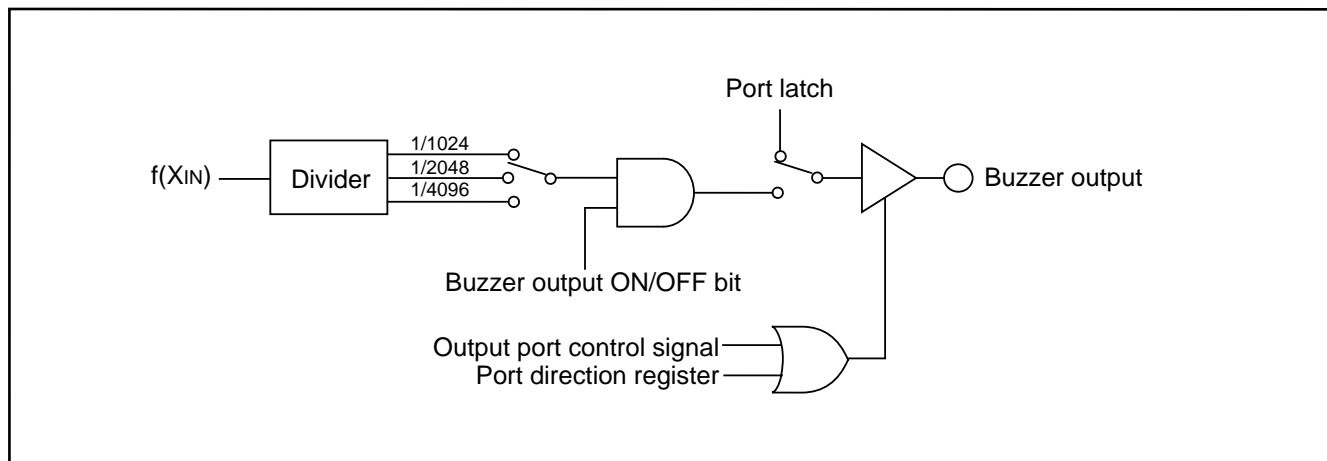 Port latch
1/1024
f(XIN)
Divider
1/2048
1/4096
Buzzer output
Buzzer output ON/OFF bit
Output port control signal
Port direction register